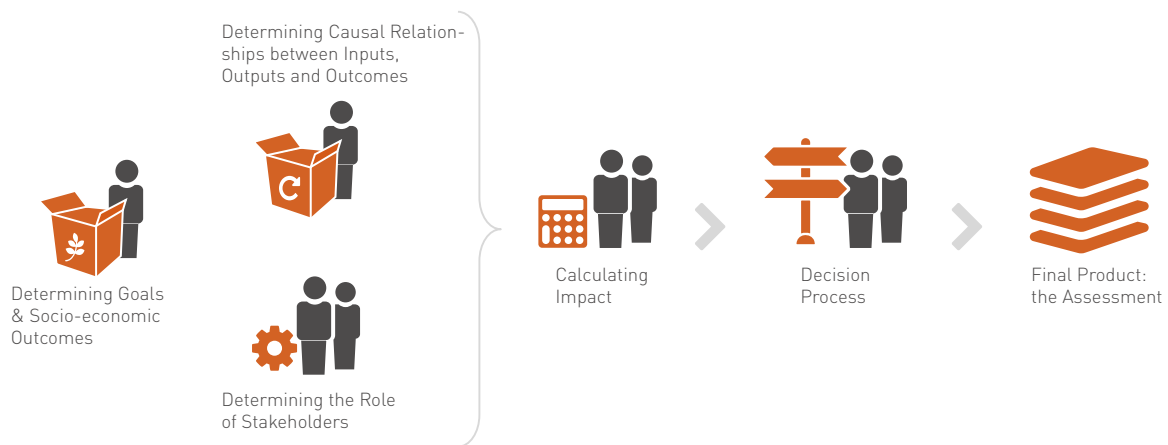 Determining Goals
& Socio-economic
Outcomes
Determining Causal Relation-
ships between Inputs,
Outputs and Outcomes
Determining the Role
of Stakeholders
Calculating
Impact
Decision
Process
Final Product:
the Assessment